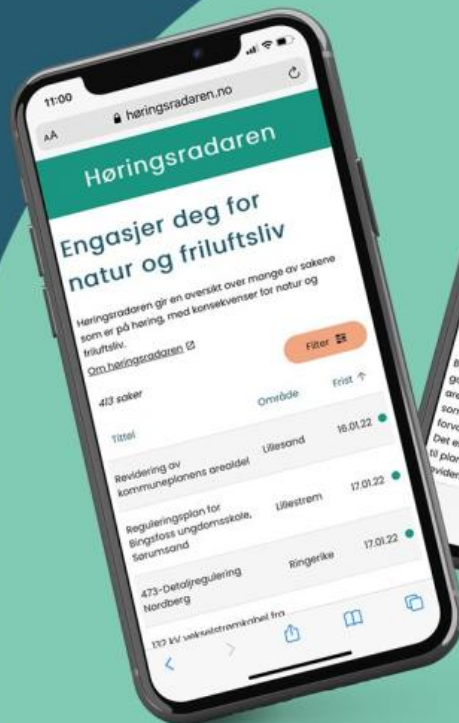 11:00
AA høringsradaren.no
Høringsradaren
Engasjer deg for
natur og friluftsliv
Høringsradaren gir en oversikt over mange av sakene
som er på høring, med konsekvenser for natur og
friluftsliv.
Om høringsradaren
Filter
413 saker
Tittel Område Frist ↑
Revidering av
kommuneplanens arealdel Lillesand 16.01.22
Reguleringsplan for
Bingsfoss ungdomsskole,
Sørumsand Lillestrøm 17.01.22
473-Detaljregulering
Nordberg Ringerike 17.01.22
132 kV vekselstrømkabel fra
Det e
til plan